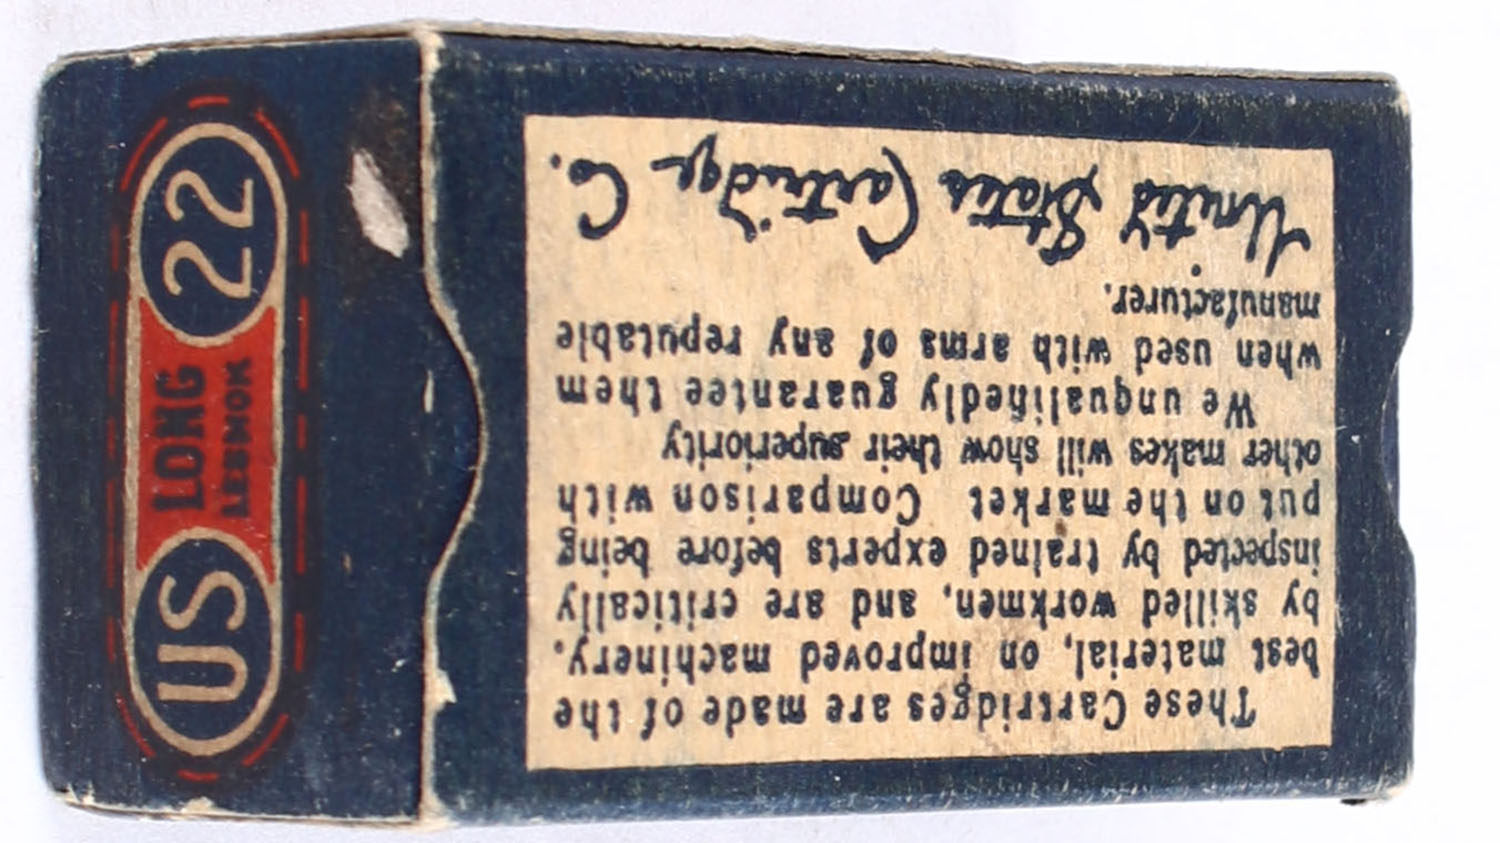 US
LONG
LESMOK
22
These Cartridges are made of the
best material, on improved machinery,
by skilled workmen, and are critically
inspected by trained experts before being
put on the market Comparison with
other makes will show their superiority
We unqualifiedly guarantee them
when used with arms of any reputable
manufacturer.
United States Cartridge Co.